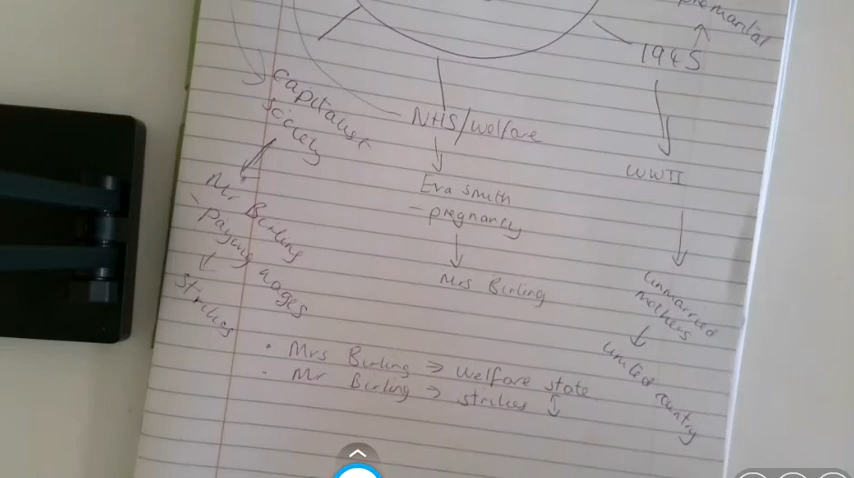 premarital
1945
capitalist
society
NHS/welfare
WWII
Eva Smith
- pregnancy
Mr Birling
- paying wages
strikes
Mrs Birling
unmarried
mothers
united country
• Mrs Birling → welfare state
• Mr Birling → strikes